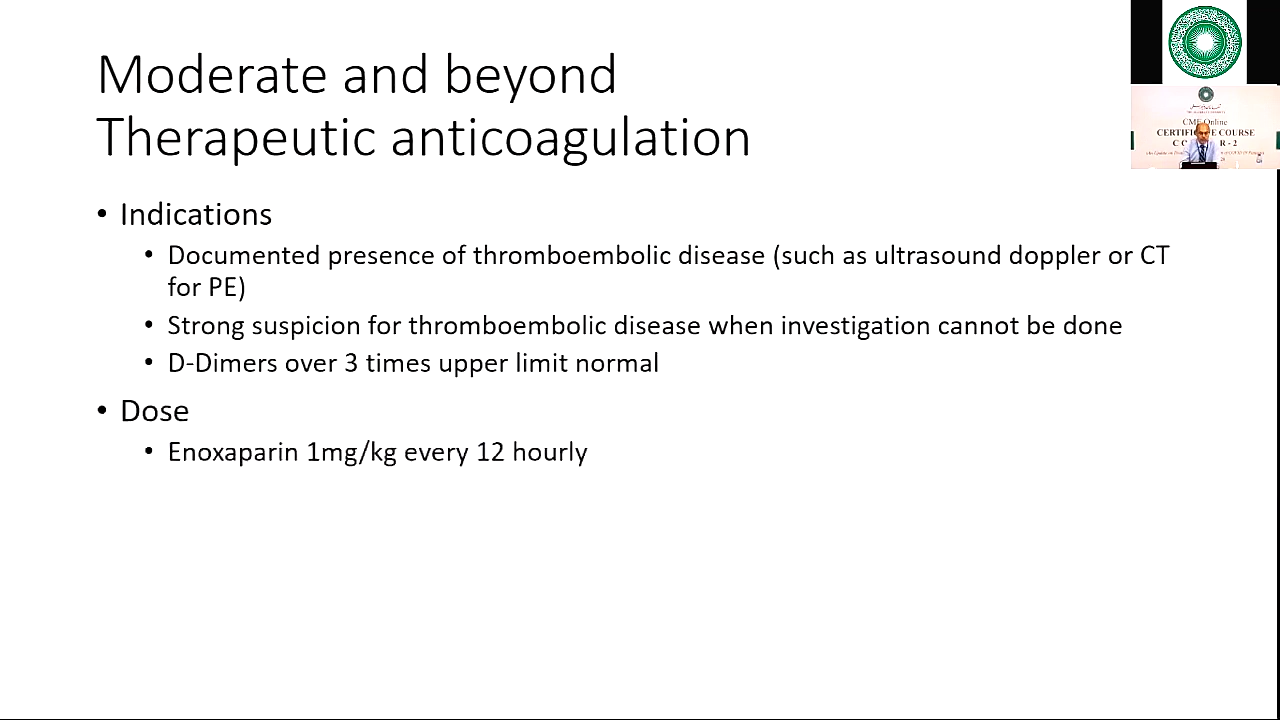 Moderate and beyond
Therapeutic anticoagulation
• Indications
• Documented presence of thromboembolic disease (such as ultrasound doppler or CT
for PE)
• Strong suspicion for thromboembolic disease when investigation cannot be done
• D-Dimers over 3 times upper limit normal
• Dose
• Enoxaparin 1mg/kg every 12 hourly
CME Online
COURSE